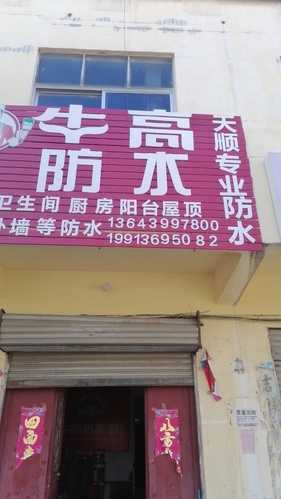 牛高
防水
天顺专业防水
卫生间 厨房阳台屋顶
外墙等防水 13643997800
19913695082